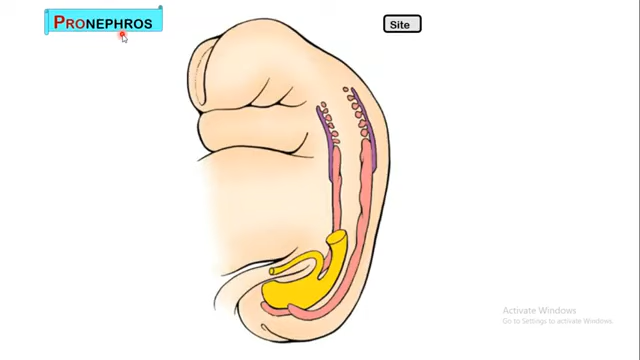 PRONEPHROS
Site
Activate Windows
Go to Settings to activate Windows.